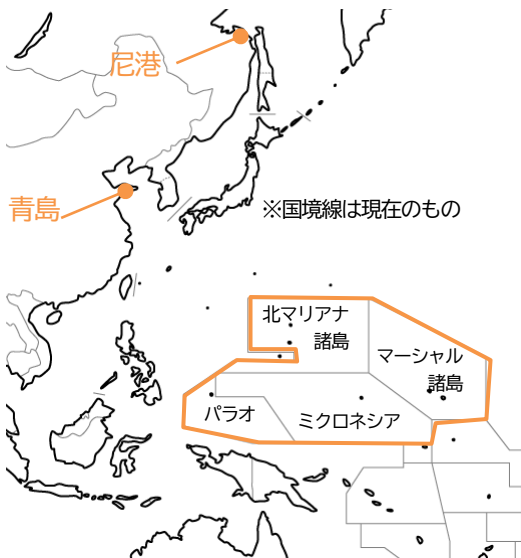 尼港
青島
※国境線は現在のもの
北マリアナ
諸島
マーシャル
諸島
パラオ
ミクロネシア